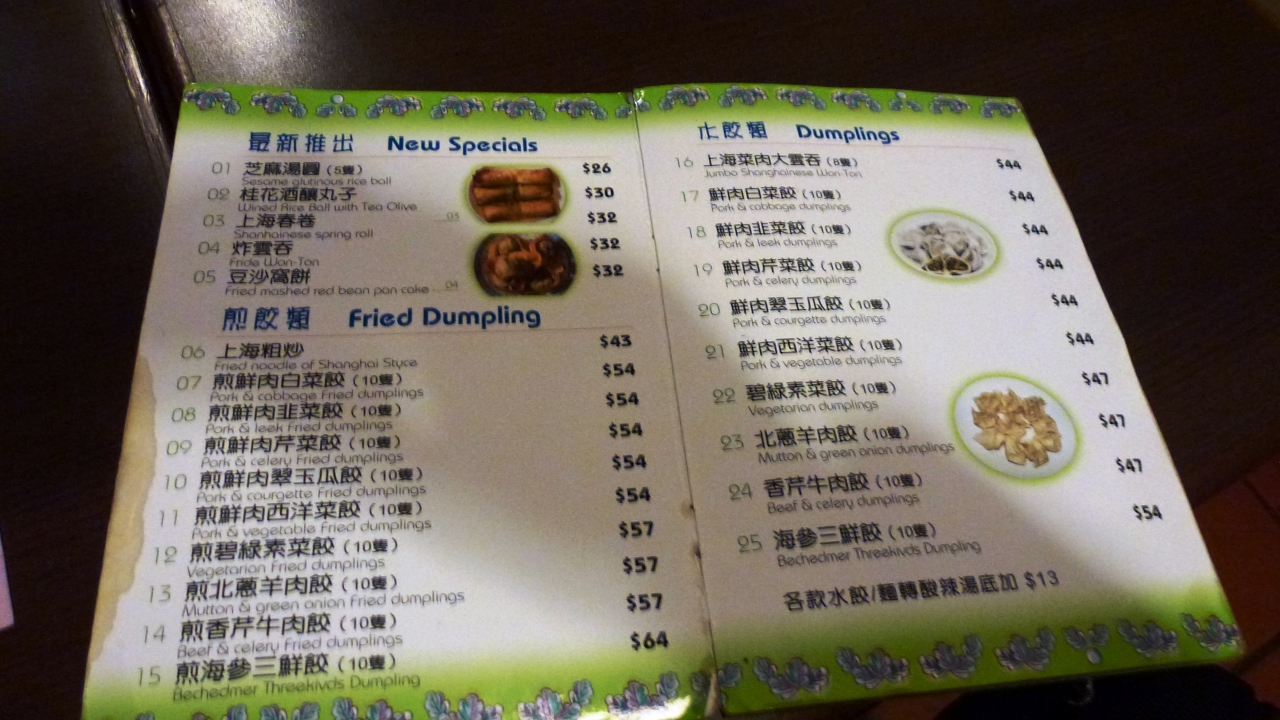 最新推出 New Specials
01 芝麻湯圓 (5隻) $26
Sesame glutinous rice ball
02 桂花酒釀丸子 $30
Wined Rice Ball with Tea Olive
03 上海春卷 03 $32
Shanhainese spring roll
04 炸雲吞 $32
Fride Won-Ton
05 豆沙窩餅 $32
Fried mashed red bean pan cake 04
煎餃類 Fried Dumpling
06 上海粗炒 $43
Fried noodle of Shanghai Styce
07 煎鮮肉白菜餃 (10隻) $54
Pork & cabbage Fried dumplings
08 煎鮮肉韭菜餃 (10隻) $54
Pork & leek Fried dumplings
09 煎鮮肉芹菜餃 (10隻) $54
Pork & celery Fried dumplings
10 煎鮮肉翠玉瓜餃 (10隻) $54
Pork & courgette Fried dumplings
11 煎鮮肉西洋菜餃 (10隻) $54
Pork & vegetable Fried dumplings
12 煎碧綠素菜餃 (10隻) $57
Vegetarian Fried dumplings
13 煎北蔥羊肉餃 (10隻) $57
Mutton & green onion Fried dumplings
14 煎香芹牛肉餃 (10隻) $57
Beef & celery Fried dumplings
15 煎海參三鮮餃 (10隻) $64
Bechedmer Threekivds Dumpling
水餃類 Dumplings
16 上海菜肉大雲吞 (8隻) $44
Jumbo Shanghainese Won-Ton
17 鮮肉白菜餃 (10隻) $44
Pork & cabbage dumplings
18 鮮肉韭菜餃 (10隻) $44
Pork & leek dumplings
19 鮮肉芹菜餃 (10隻) $44
Pork & celery dumplings
20 鮮肉翠玉瓜餃 (10隻) $44
Pork & courgette dumplings
21 鮮肉西洋菜餃 (10隻) $44
Pork & vegetable dumplings
22 碧綠素菜餃 (10隻) $47
Vegetarian dumplings
23 北蔥羊肉餃 (10隻) $47
Mutton & green onion dumplings
24 香芹牛肉餃 (10隻) $47
Beef & celery dumplings
25 海參三鮮餃 (10隻) $54
Bechedmer Threekivds Dumpling
各款水餃/麵轉酸辣湯底加 $13